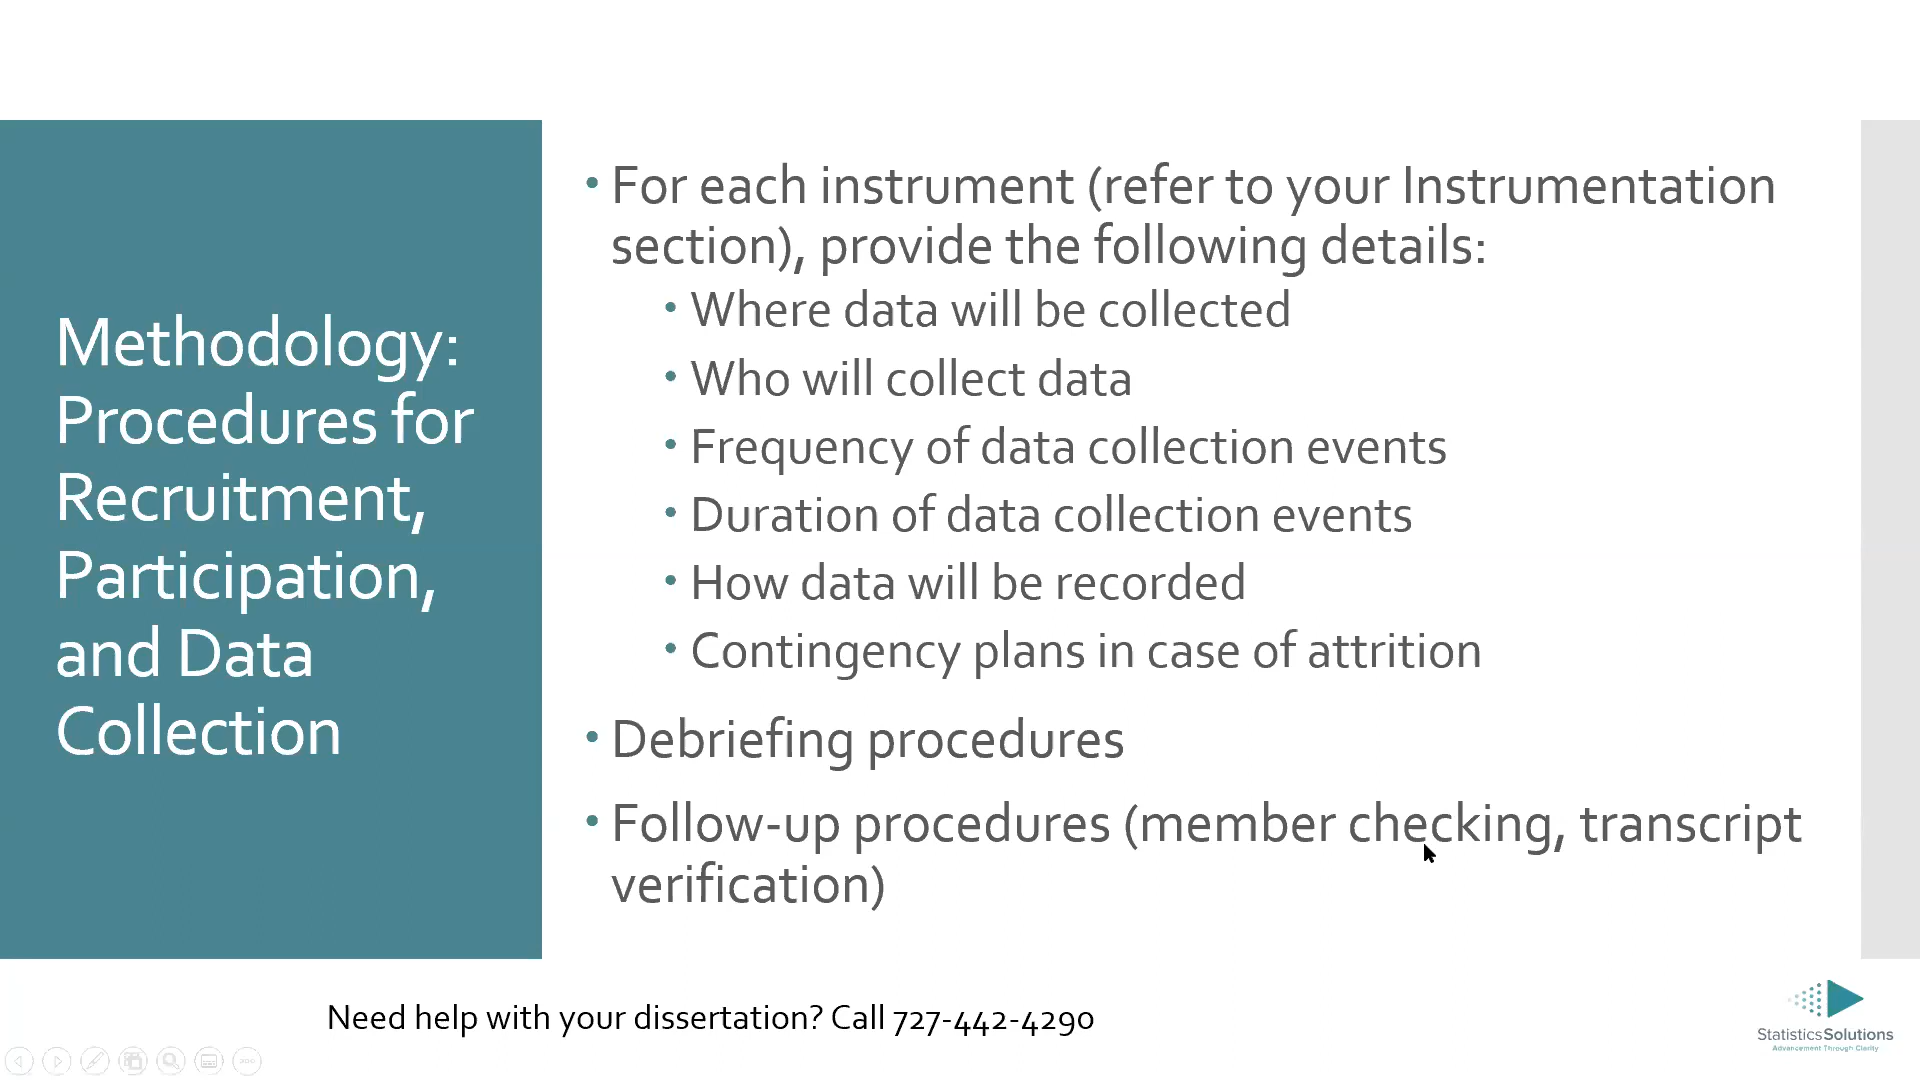 Methodology:
Procedures for
Recruitment,
Participation,
and Data
Collection
• For each instrument (refer to your Instrumentation
section), provide the following details:
• Where data will be collected
• Who will collect data
• Frequency of data collection events
• Duration of data collection events
• How data will be recorded
• Contingency plans in case of attrition
• Debriefing procedures
• Follow-up procedures (member checking, transcript
verification)
Need help with your dissertation? Call 727-442-4290
StatisticsSolutions
Advancement Through Clarity